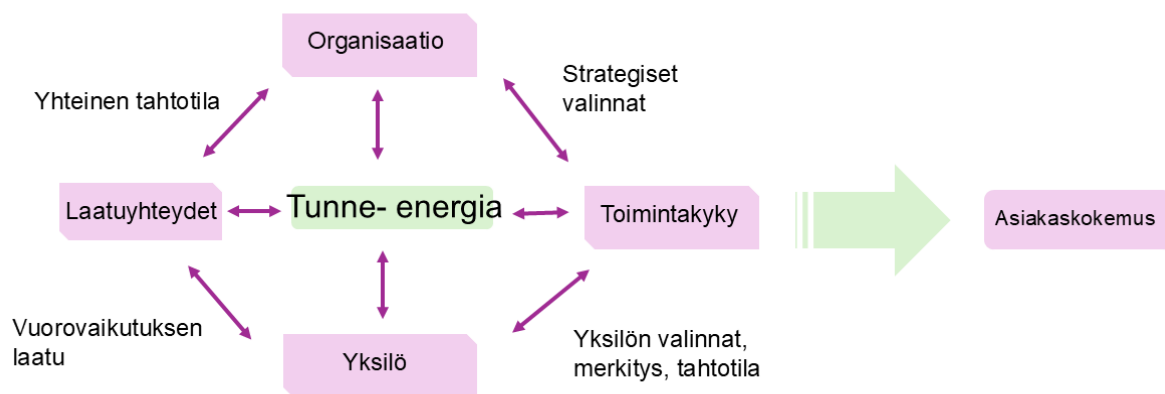 Organisaatio
Strategiset
valinnat
Yhteinen tahtotila
Laatuyhteydet
Tunne- energia
Toimintakyky
Asiakaskokemus
Vuorovaikutuksen
laatu
Yksilö
Yksilön valinnat,
merkitys, tahtotila